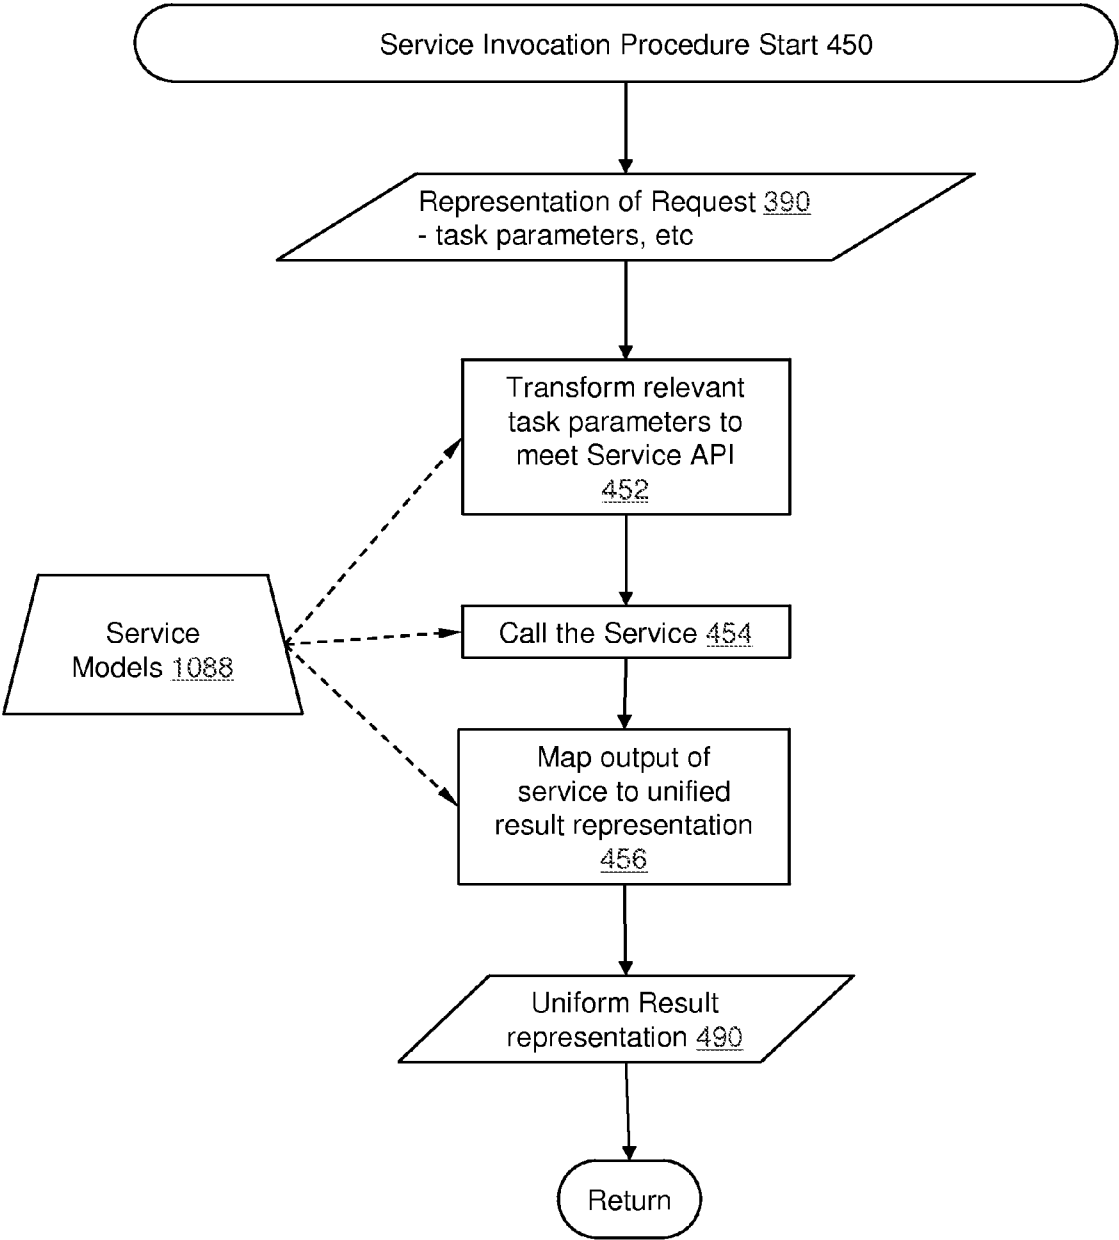 Service Invocation Procedure Start 450
Representation of Request 390
- task parameters, etc
Transform relevant
task parameters to
meet Service API
452
Service
Models 1088
Call the Service 454
Map output of
service to unified
result representation
456
Uniform Result
representation 490
Return